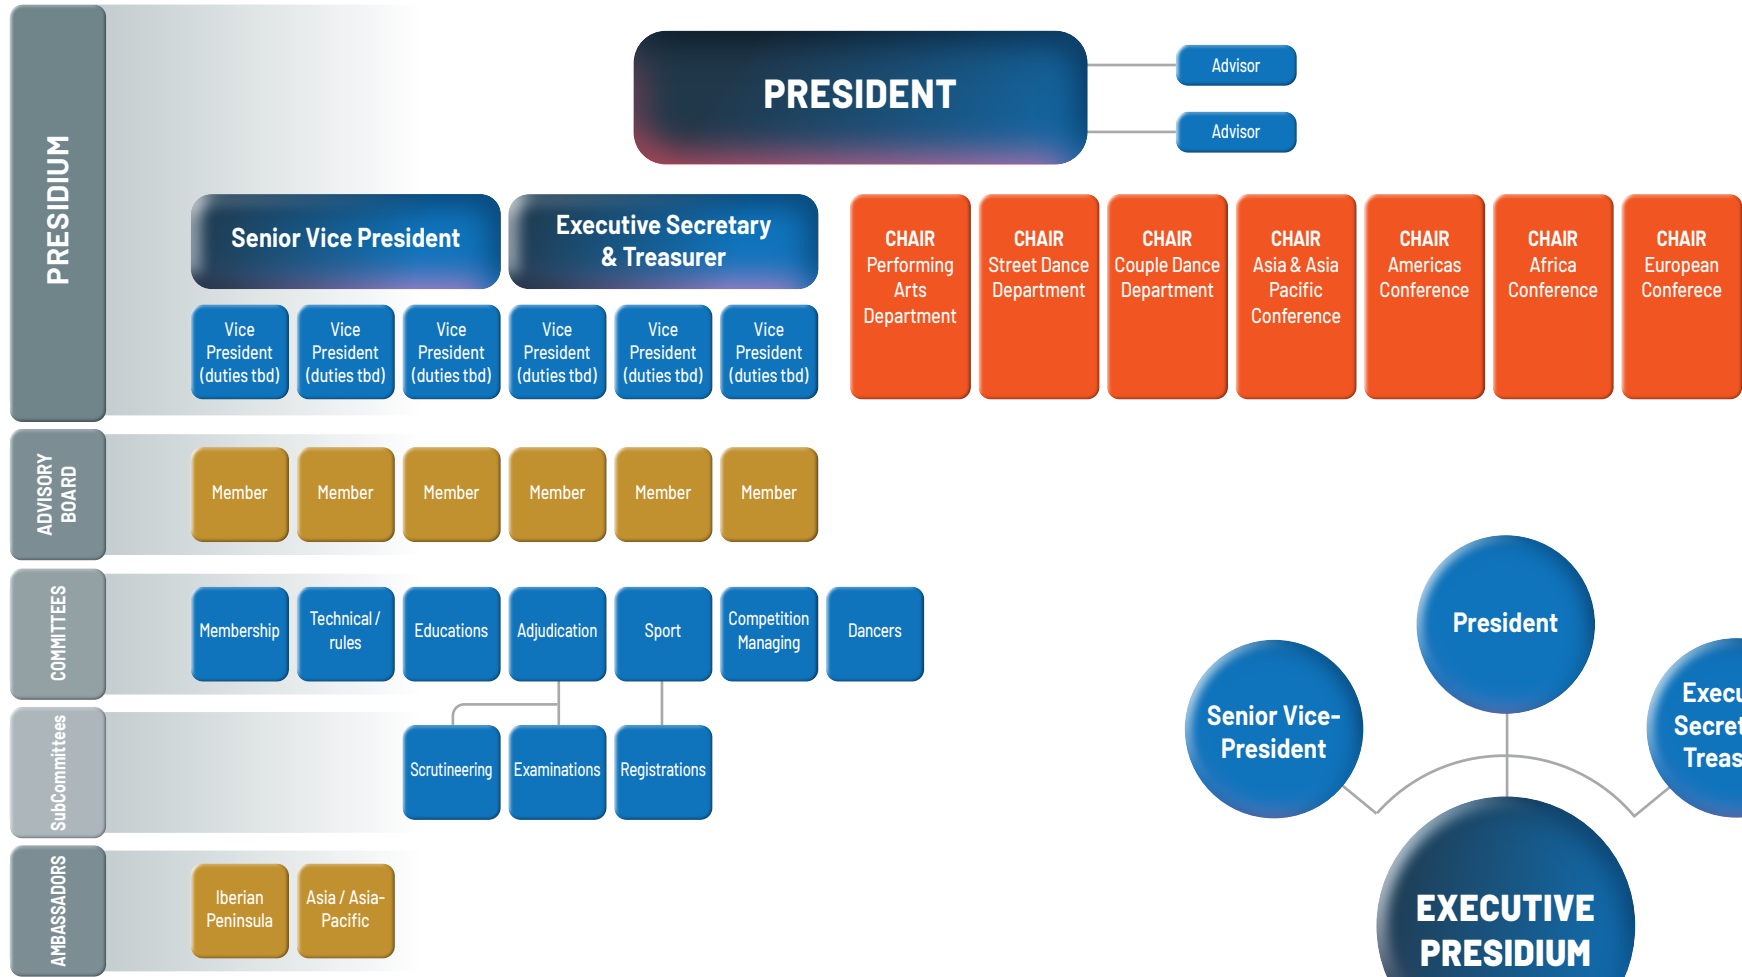 PRESIDIUM
PRESIDENT
Advisor
Advisor
Senior Vice President
Executive Secretary
& Treasurer
CHAIR
Performing
Arts
Department
CHAIR
Street Dance
Department
CHAIR
Couple Dance
Department
CHAIR
Asia & Asia
Pacific
Conference
CHAIR
Americas
Conference
CHAIR
Africa
Conference
CHAIR
European
Conferece
Vice
President
(duties tbd)
Vice
President
(duties tbd)
Vice
President
(duties tbd)
Vice
President
(duties tbd)
Vice
President
(duties tbd)
Vice
President
(duties tbd)
ADVISORY
BOARD
Member
Member
Member
Member
Member
Member
COMMITTEES
Membership
Technical /
rules
Educations
Adjudication
Sport
Competition
Managing
Dancers
SubCommittees
Scrutineering
Examinations
Registrations
AMBASSADORS
Iberian
Peninsula
Asia / Asia-
Pacific
President
Senior Vice-
President
EXECUTIVE
PRESIDIUM